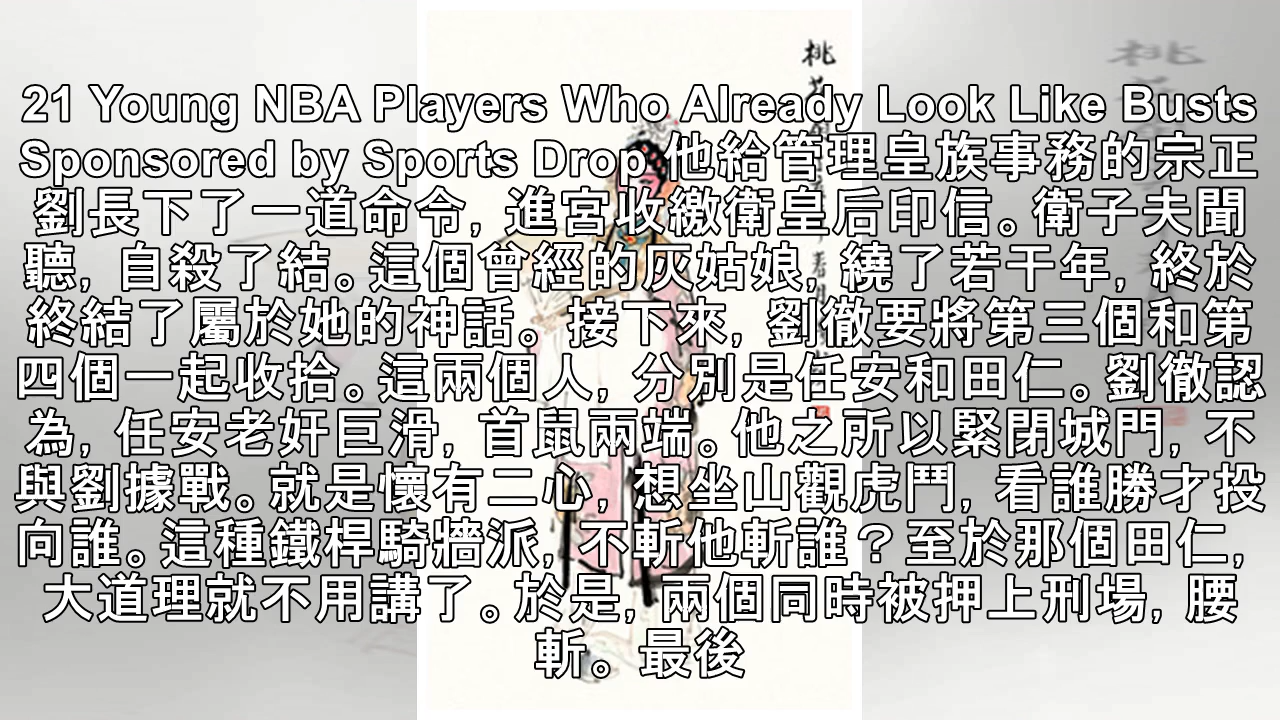 21 Young NBA Players Who Already Look Like Busts
Sponsored by Sports Drop 他給管理皇族事務的宗正
劉長下了一道命令, 進宮收繳衛皇后印信。衛子夫聞
聽, 自殺了結。這個曾經的灰姑娘, 繞了若干年, 終於
終結了屬於她的神話。接下來, 劉徹要將第三個和第
四個一起收拾。這兩個人, 分別是任安和田仁。劉徹認
為, 任安老奸巨滑, 首鼠兩端。他之所以緊閉城門, 不
與劉據戰。就是懷有二心, 想坐山觀虎鬥, 看誰勝才投
向誰。這種鐵桿騎牆派, 不斬他斬誰？至於那個田仁,
大道理就不用講了。於是, 兩個同時被押上刑場, 腰
斬。最後
桃